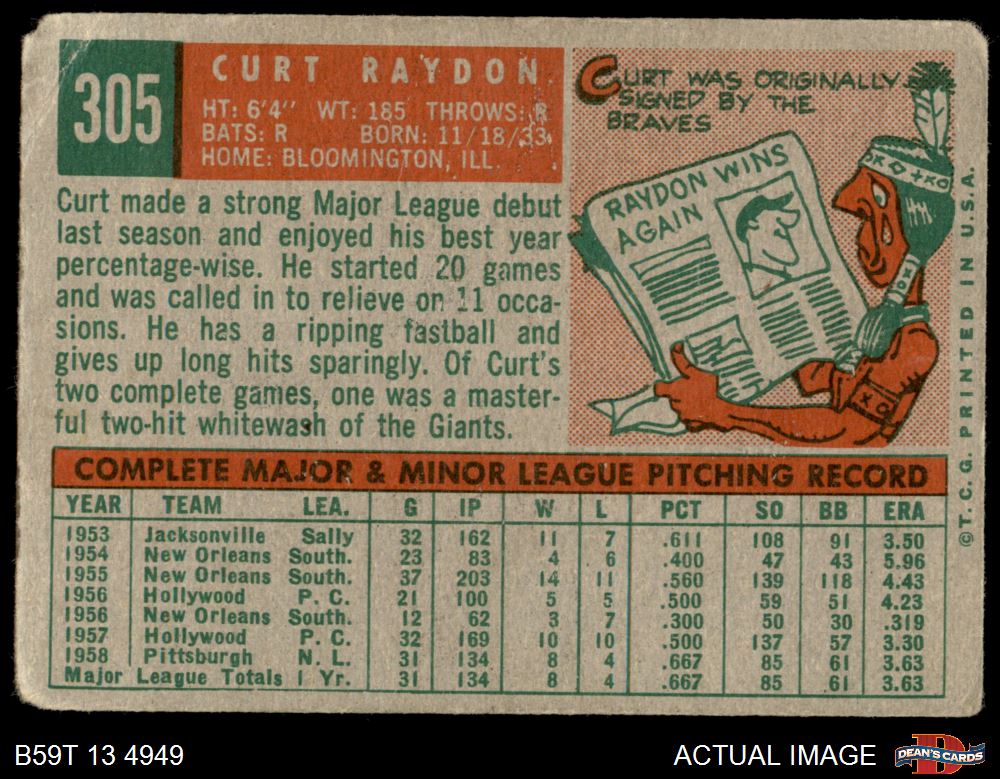 305
CURT RAYDON
HT: 6'4" WT: 185 THROWS: R
BATS: R BORN: 11/18/33
HOME: BLOOMINGTON, ILL.
CURT WAS ORIGINALLY
SIGNED BY THE
BRAVES
RAYDON WINS
AGAIN
Curt made a strong Major League debut
last season and enjoyed his best year
percentage-wise. He started 20 games
and was called in to relieve on 11 occa-
sions. He has a ripping fastball and
gives up long hits sparingly. Of Curt's
two complete games, one was a master-
ful two-hit whitewash of the Giants.
©T. C. G. PRINTED IN U.S.A.
COMPLETE MAJOR & MINOR LEAGUE PITCHING RECORD
YEAR TEAM LEA. G IP W L PCT SO BB ERA
1953 Jacksonville Sally 32 162 11 7 .611 108 91 3.50
1954 New Orleans South. 23 83 4 6 .400 47 43 5.96
1955 New Orleans South. 37 203 14 11 .560 139 118 4.43
1956 Hollywood P. C. 21 100 5 5 .500 59 51 4.23
1956 New Orleans South. 12 62 3 7 .300 50 30 .319
1957 Hollywood P. C. 32 169 10 10 .500 137 57 3.30
1958 Pittsburgh N. L. 31 134 8 4 .667 85 61 3.63
Major League Totals 1 Yr. 31 134 8 4 .667 85 61 3.63
B59T 13 4949
ACTUAL IMAGE
DEAN'S CARDS